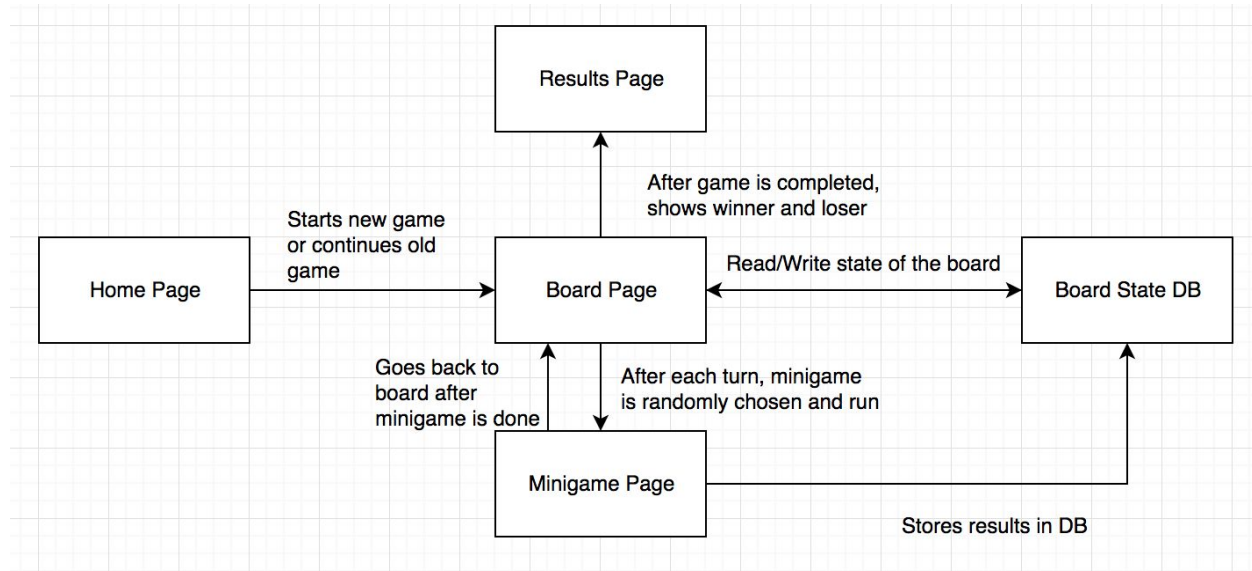 Results Page
After game is completed,
shows winner and loser
Starts new game
or continues old
game
Home Page
Board Page
Read/Write state of the board
Board State DB
Goes back to
board after
minigame is done
After each turn, minigame
is randomly chosen and run
Minigame Page
Stores results in DB